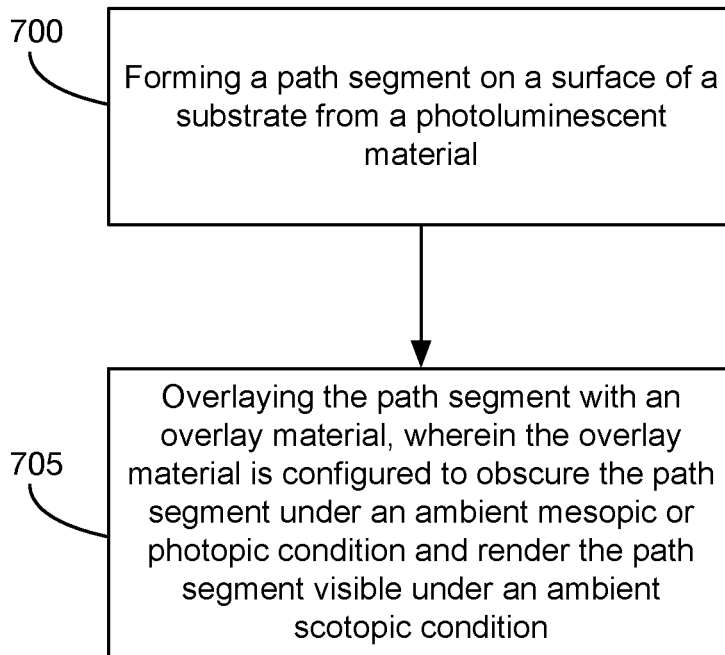 700
Forming a path segment on a surface of a
substrate from a photoluminescent
material
705
Overlaying the path segment with an
overlay material, wherein the overlay
material is configured to obscure the path
segment under an ambient mesopic or
photopic condition and render the path
segment visible under an ambient
scotopic condition